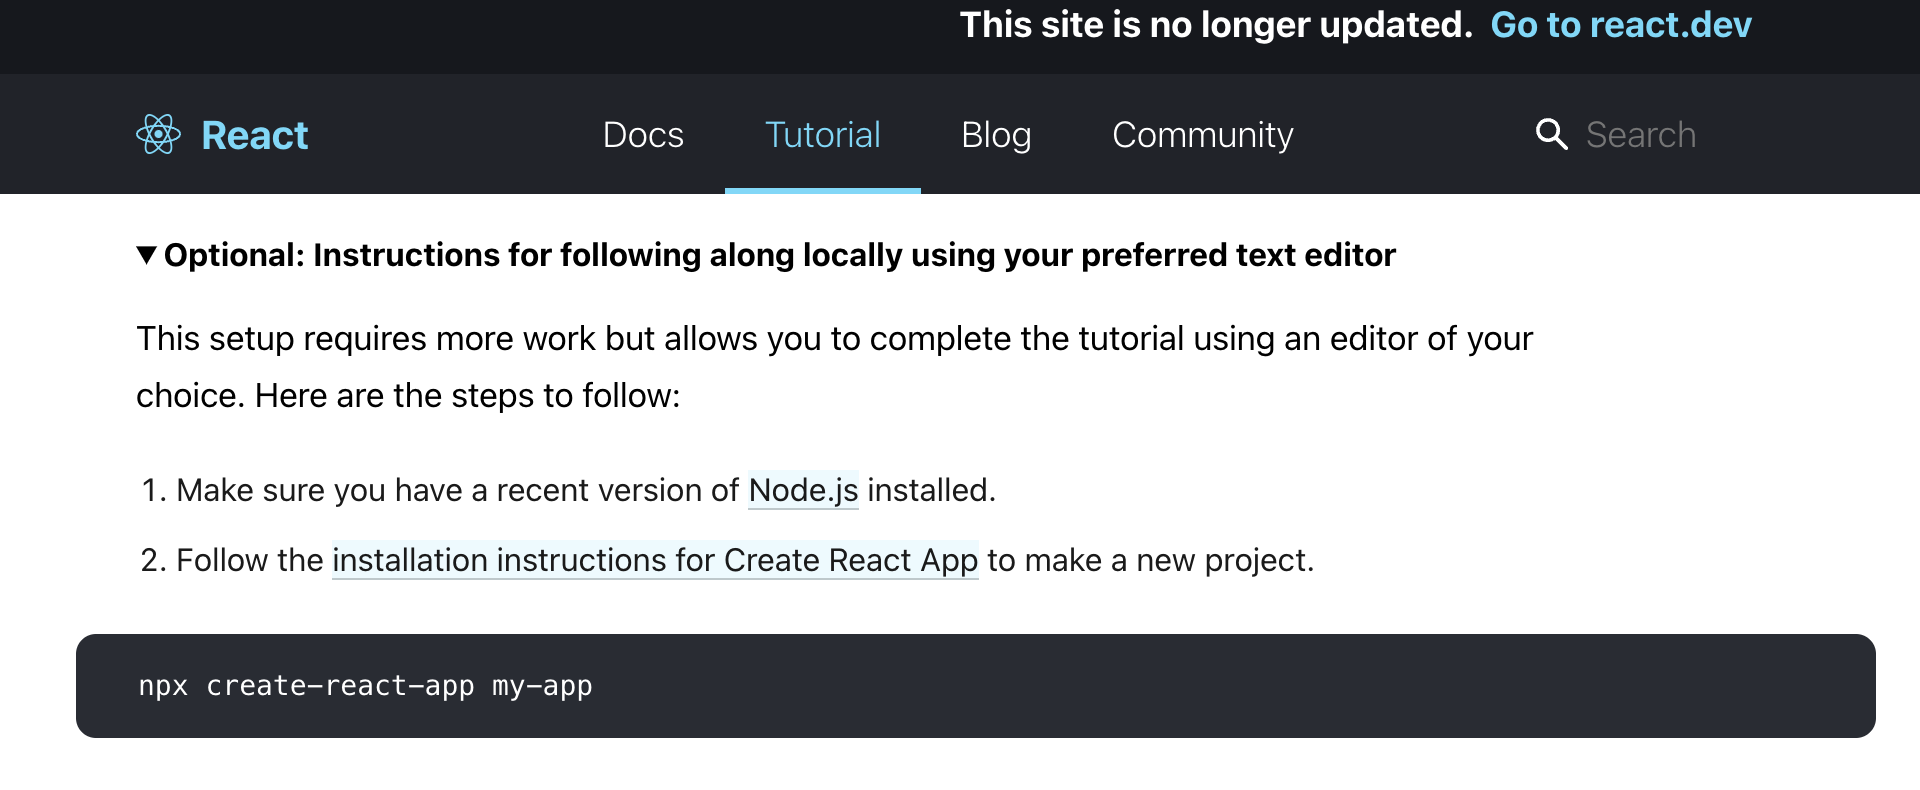 This site is no longer updated. Go to react.dev
React Docs Tutorial Blog Community Search
Optional: Instructions for following along locally using your preferred text editor
This setup requires more work but allows you to complete the tutorial using an editor of your
choice. Here are the steps to follow:
1. Make sure you have a recent version of Node.js installed.
2. Follow the installation instructions for Create React App to make a new project.
npx create-react-app my-app